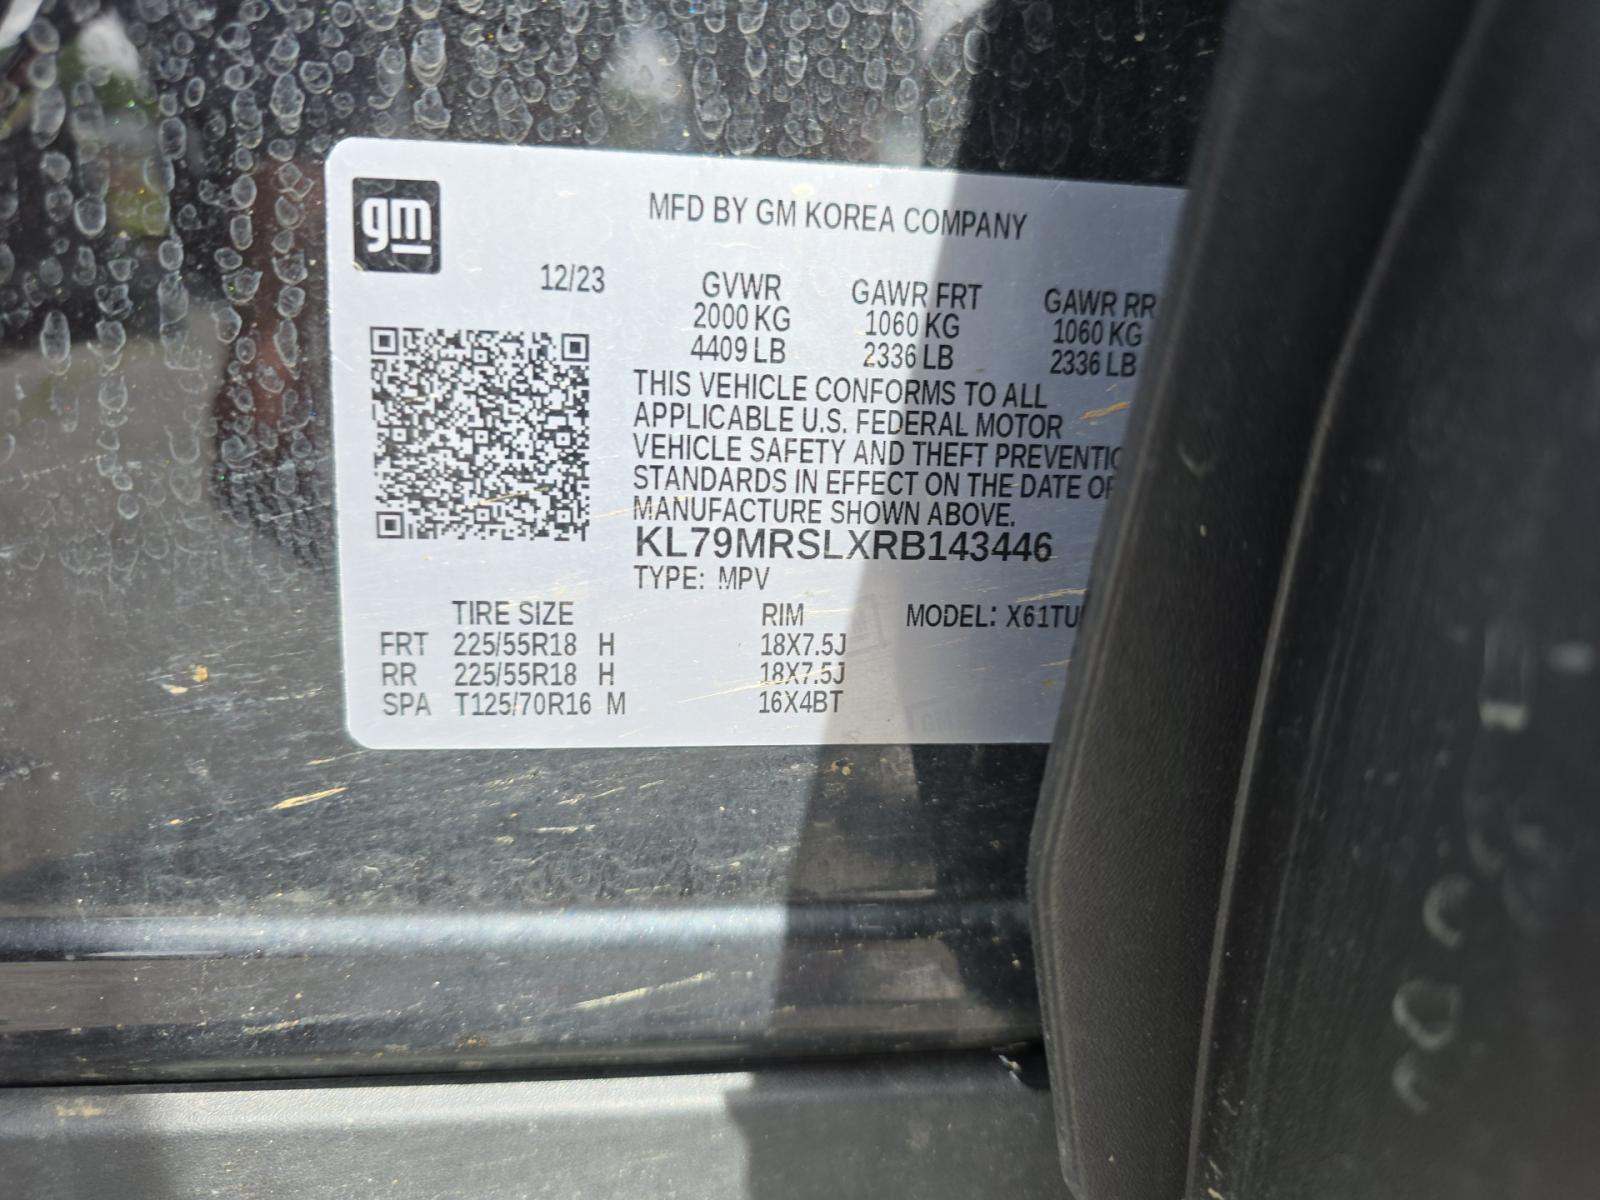 gm
MFD BY GM KOREA COMPANY
12/23
GVWR GAWR FRT GAWR RR
2000 KG 1060 KG 1060 KG
4409 LB 2336 LB 2336 LB
THIS VEHICLE CONFORMS TO ALL
APPLICABLE U.S. FEDERAL MOTOR
VEHICLE SAFETY AND THEFT
STANDARDS IN EFFECT ON THE DATE
MANUFACTURE SHOWN ABOVE.
KL79MRSLXRB143446
TYPE: MPV
TIRE SIZE RIM MODEL:
FRT 225/55R18 H 18X7.5J
RR 225/55R18 H 18X7.5J
SPA T125/70R16 M 16X4BT